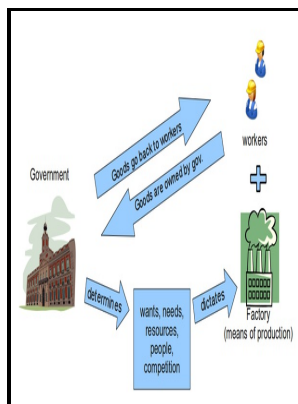 Government
Goods go back to workers
Goods are owned by gov.
workers
determines
wants, needs,
resources,
people,
competition
dictates
Factory
(means of production)